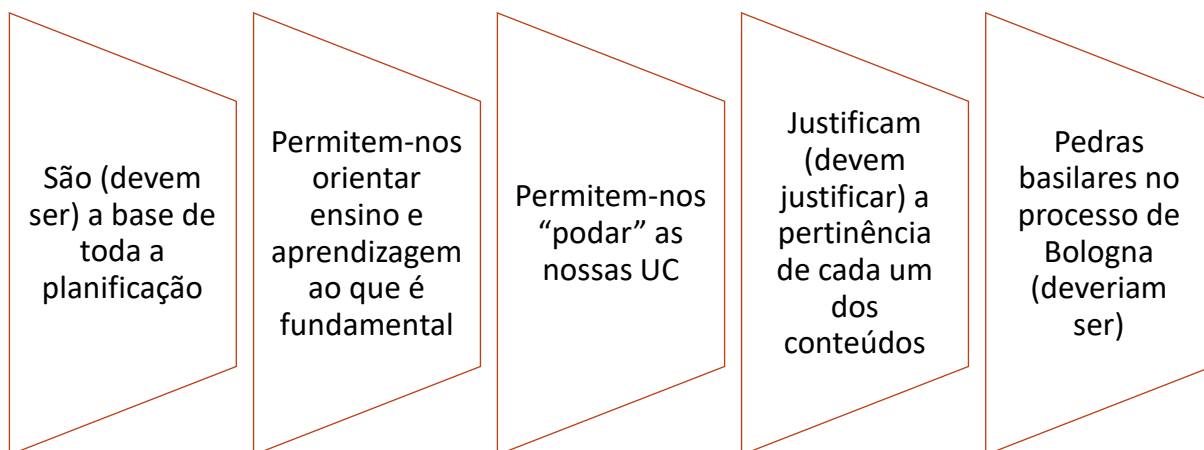 São (devem
ser) a base de
toda a
planificação
Permitem-nos
orientar
ensino e
aprendizagem
ao que é
fundamental
Permitem-nos
“podar” as
nossas UC
Justificam
(devem
justificar) a
pertinência
de cada um
dos
conteúdos
Pedras
basilares no
processo de
Bologna
(deveriam
ser)